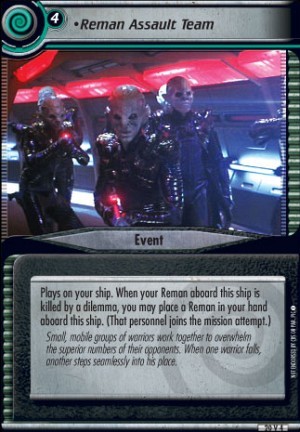 4
•Reman Assault Team
Event
Plays on your ship. When your Reman aboard this ship is
killed by a dilemma, you may place a Reman in your hand
aboard this ship. (That personnel joins the mission attempt.)
Small, mobile groups of warriors work together to overwhelm
the superior numbers of their opponents. When one warrior falls,
another steps seamlessly into his place.
20 V 4